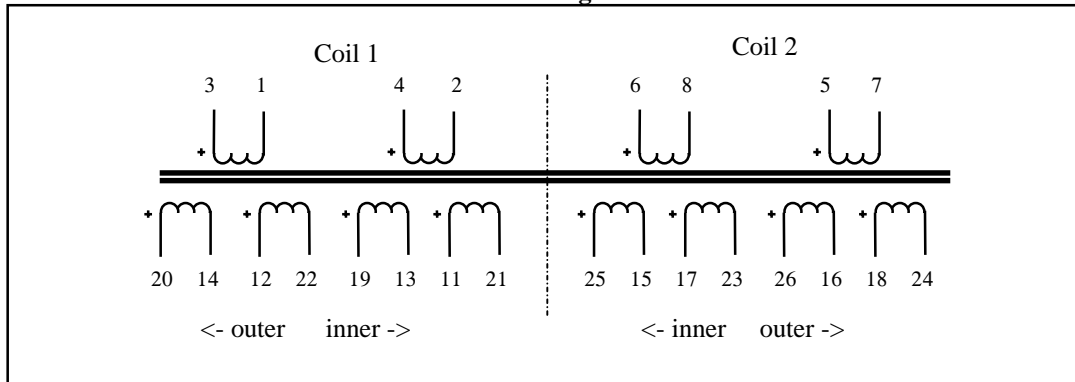 Coil 1 Coil 2
3 1 4 2 6 8 5 7
+ + + +
+ + + + + + + +
20 14 12 22 19 13 11 21 25 15 17 23 26 16 18 24
<- outer inner -> <- inner outer ->